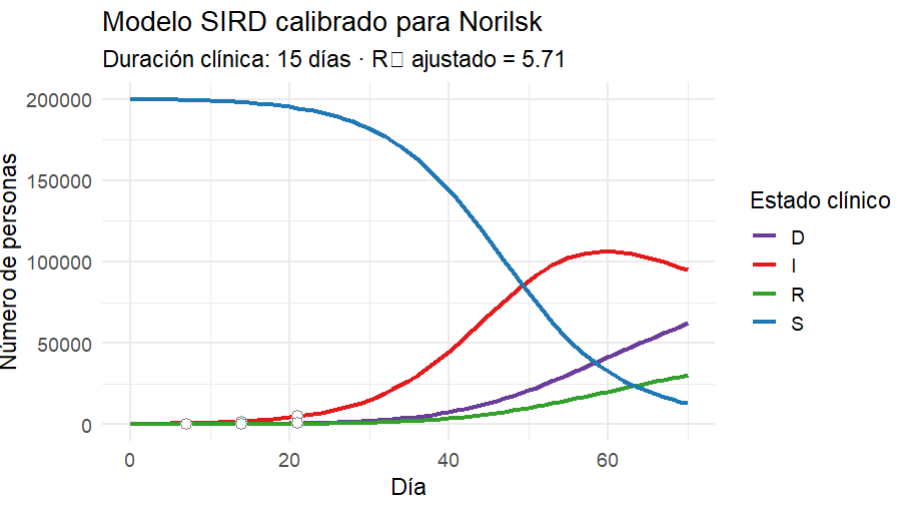 Modelo SIRD calibrado para Norilsk
Duración clínica: 15 días · R□ ajustado = 5.71
200000
150000
100000
50000
0
Número de personas
0
20
40
60
Día
Estado clínico
D
I
R
S